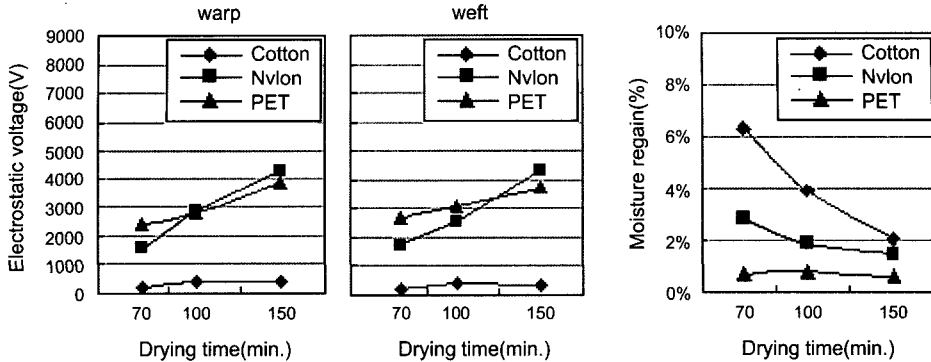 warp
Electrostatic voltage(V)
9000
8000
7000
6000
5000
4000
3000
2000
1000
0
Cotton
Nvlon
PET
70 100 150
Drying time(min.)
weft
Cotton
Nvlon
PET
70 100 150
Drying time(min.)
Moisture regain(%)
10%
8%
6%
4%
2%
0%
Cotton
Nvlon
PET
70 100 150
Drying time(min.)